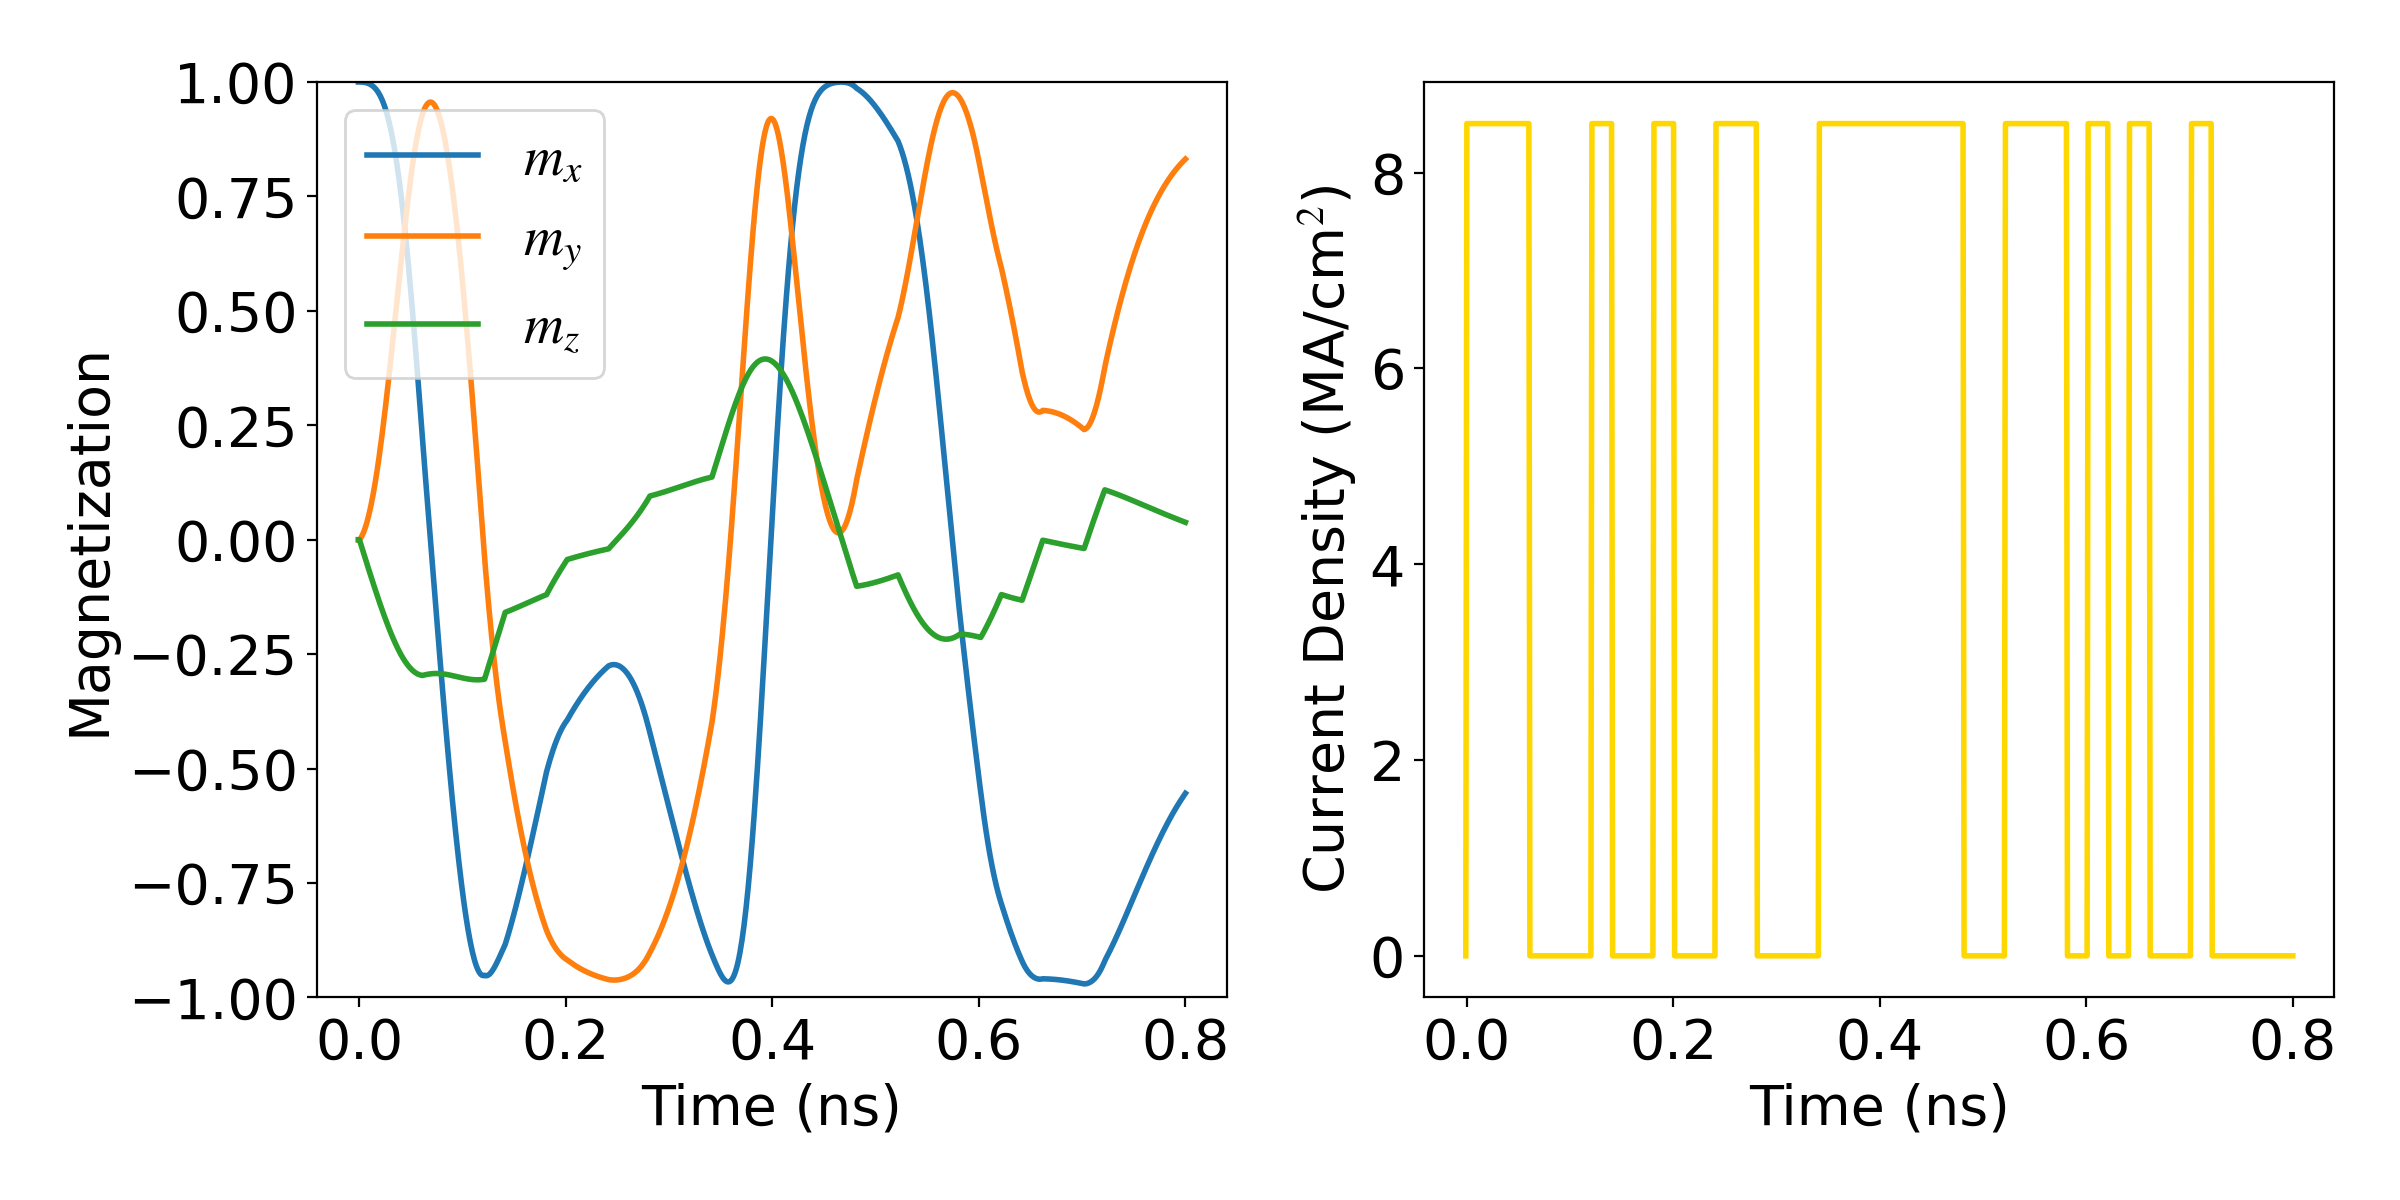 Magnetization
1.00
0.75
0.50
0.25
0.00
−0.25
−0.50
−0.75
−1.00
m_x
m_y
m_z
0.0 0.2 0.4 0.6 0.8
Time (ns)
Current Density (MA/cm²)
8
6
4
2
0
0.0 0.2 0.4 0.6 0.8
Time (ns)